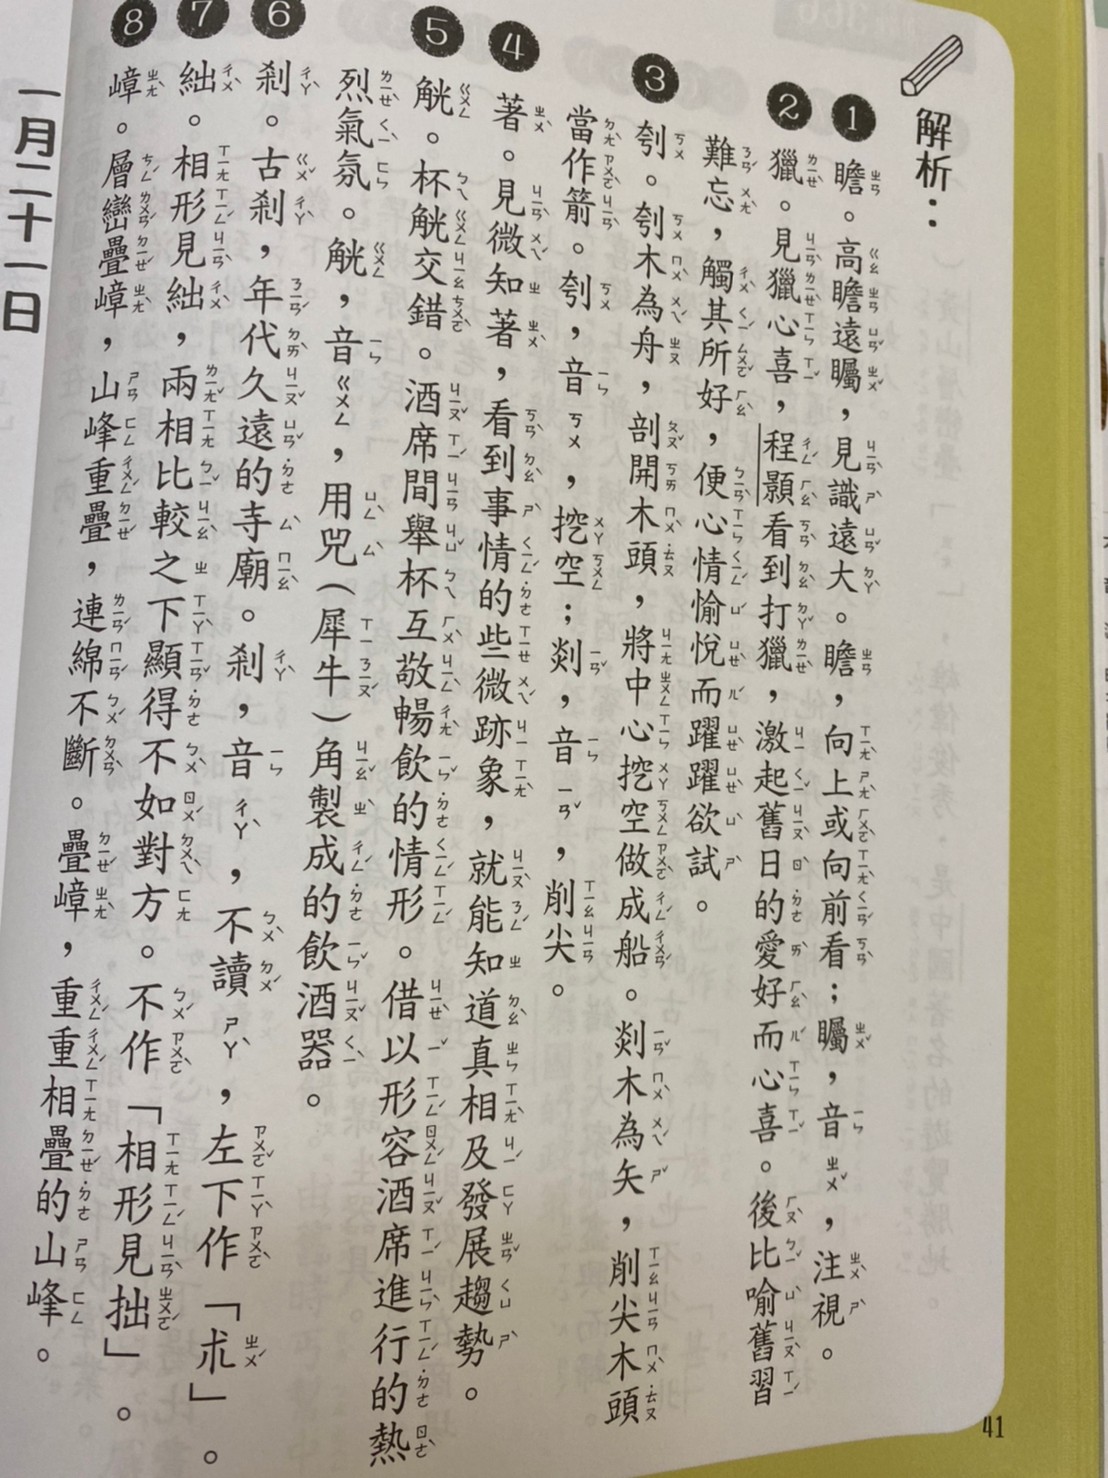 解析：
❶ 瞻。高瞻遠矚，見識遠大。瞻，向上或向前看；矚，音ㄓㄨˇ，注視。
❷ 獵。見獵心喜，程顥看到打獵，激起舊日的愛好而心喜。後比喻舊習
難忘，觸其所好，便心情愉悅而躍躍欲試。
❸ 刳。刳木為舟，剖開木頭，將中心挖空做成船。剡木為矢，削尖木頭
當作箭。刳，音ㄎㄨ，挖空；剡，音ㄧㄢˇ，削尖。
❹ 著。見微知著，看到事情的些微跡象，就能知道真相及發展趨勢。
❺ 觥。杯觥交錯。酒席間舉杯互敬暢飲的情形。借以形容酒席進行的熱
烈氣氛。觥，音ㄍㄨㄥ，用兕（犀牛）角製成的飲酒器。
❻ 剎。古剎，年代久遠的寺廟。剎，音ㄔㄚˋ，不讀ㄕㄚˋ，左下作「朮」。
❼ 絀。相形見絀，兩相比較之下顯得不如對方。不作「相形見拙」。
❽ 嶂。層巒疊嶂，山峰重疊，連綿不斷。疊嶂，重重相疊的山峰。
一月二十一日
41